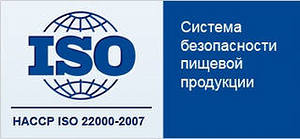 ISO
HACCP ISO 22000-2007
Система
безопасности
пищевой
продукции